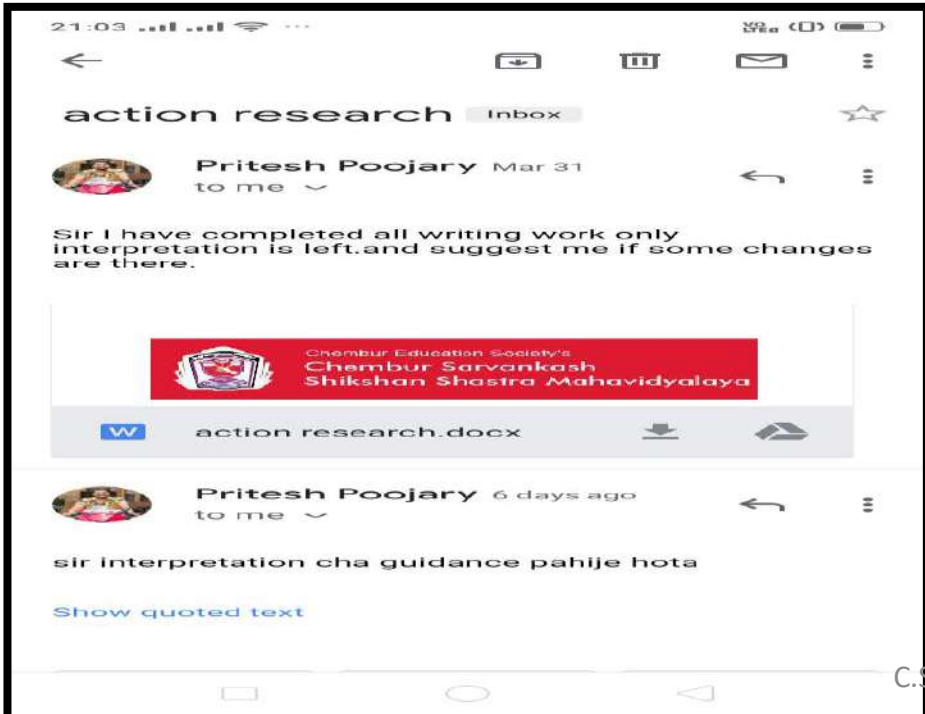 21:03
VO
LTE
action research Inbox
Pritesh Poojary Mar 31
to me
Sir I have completed all writing work only
interpretation is left.and suggest me if some changes
are there.
Chembur Education Society's
Chembur Sarvankash
Shikshan Shastra Mahavidyalaya
W action research.docx
Pritesh Poojary 6 days ago
to me
sir interpretation cha guidance pahije hota
Show quoted text